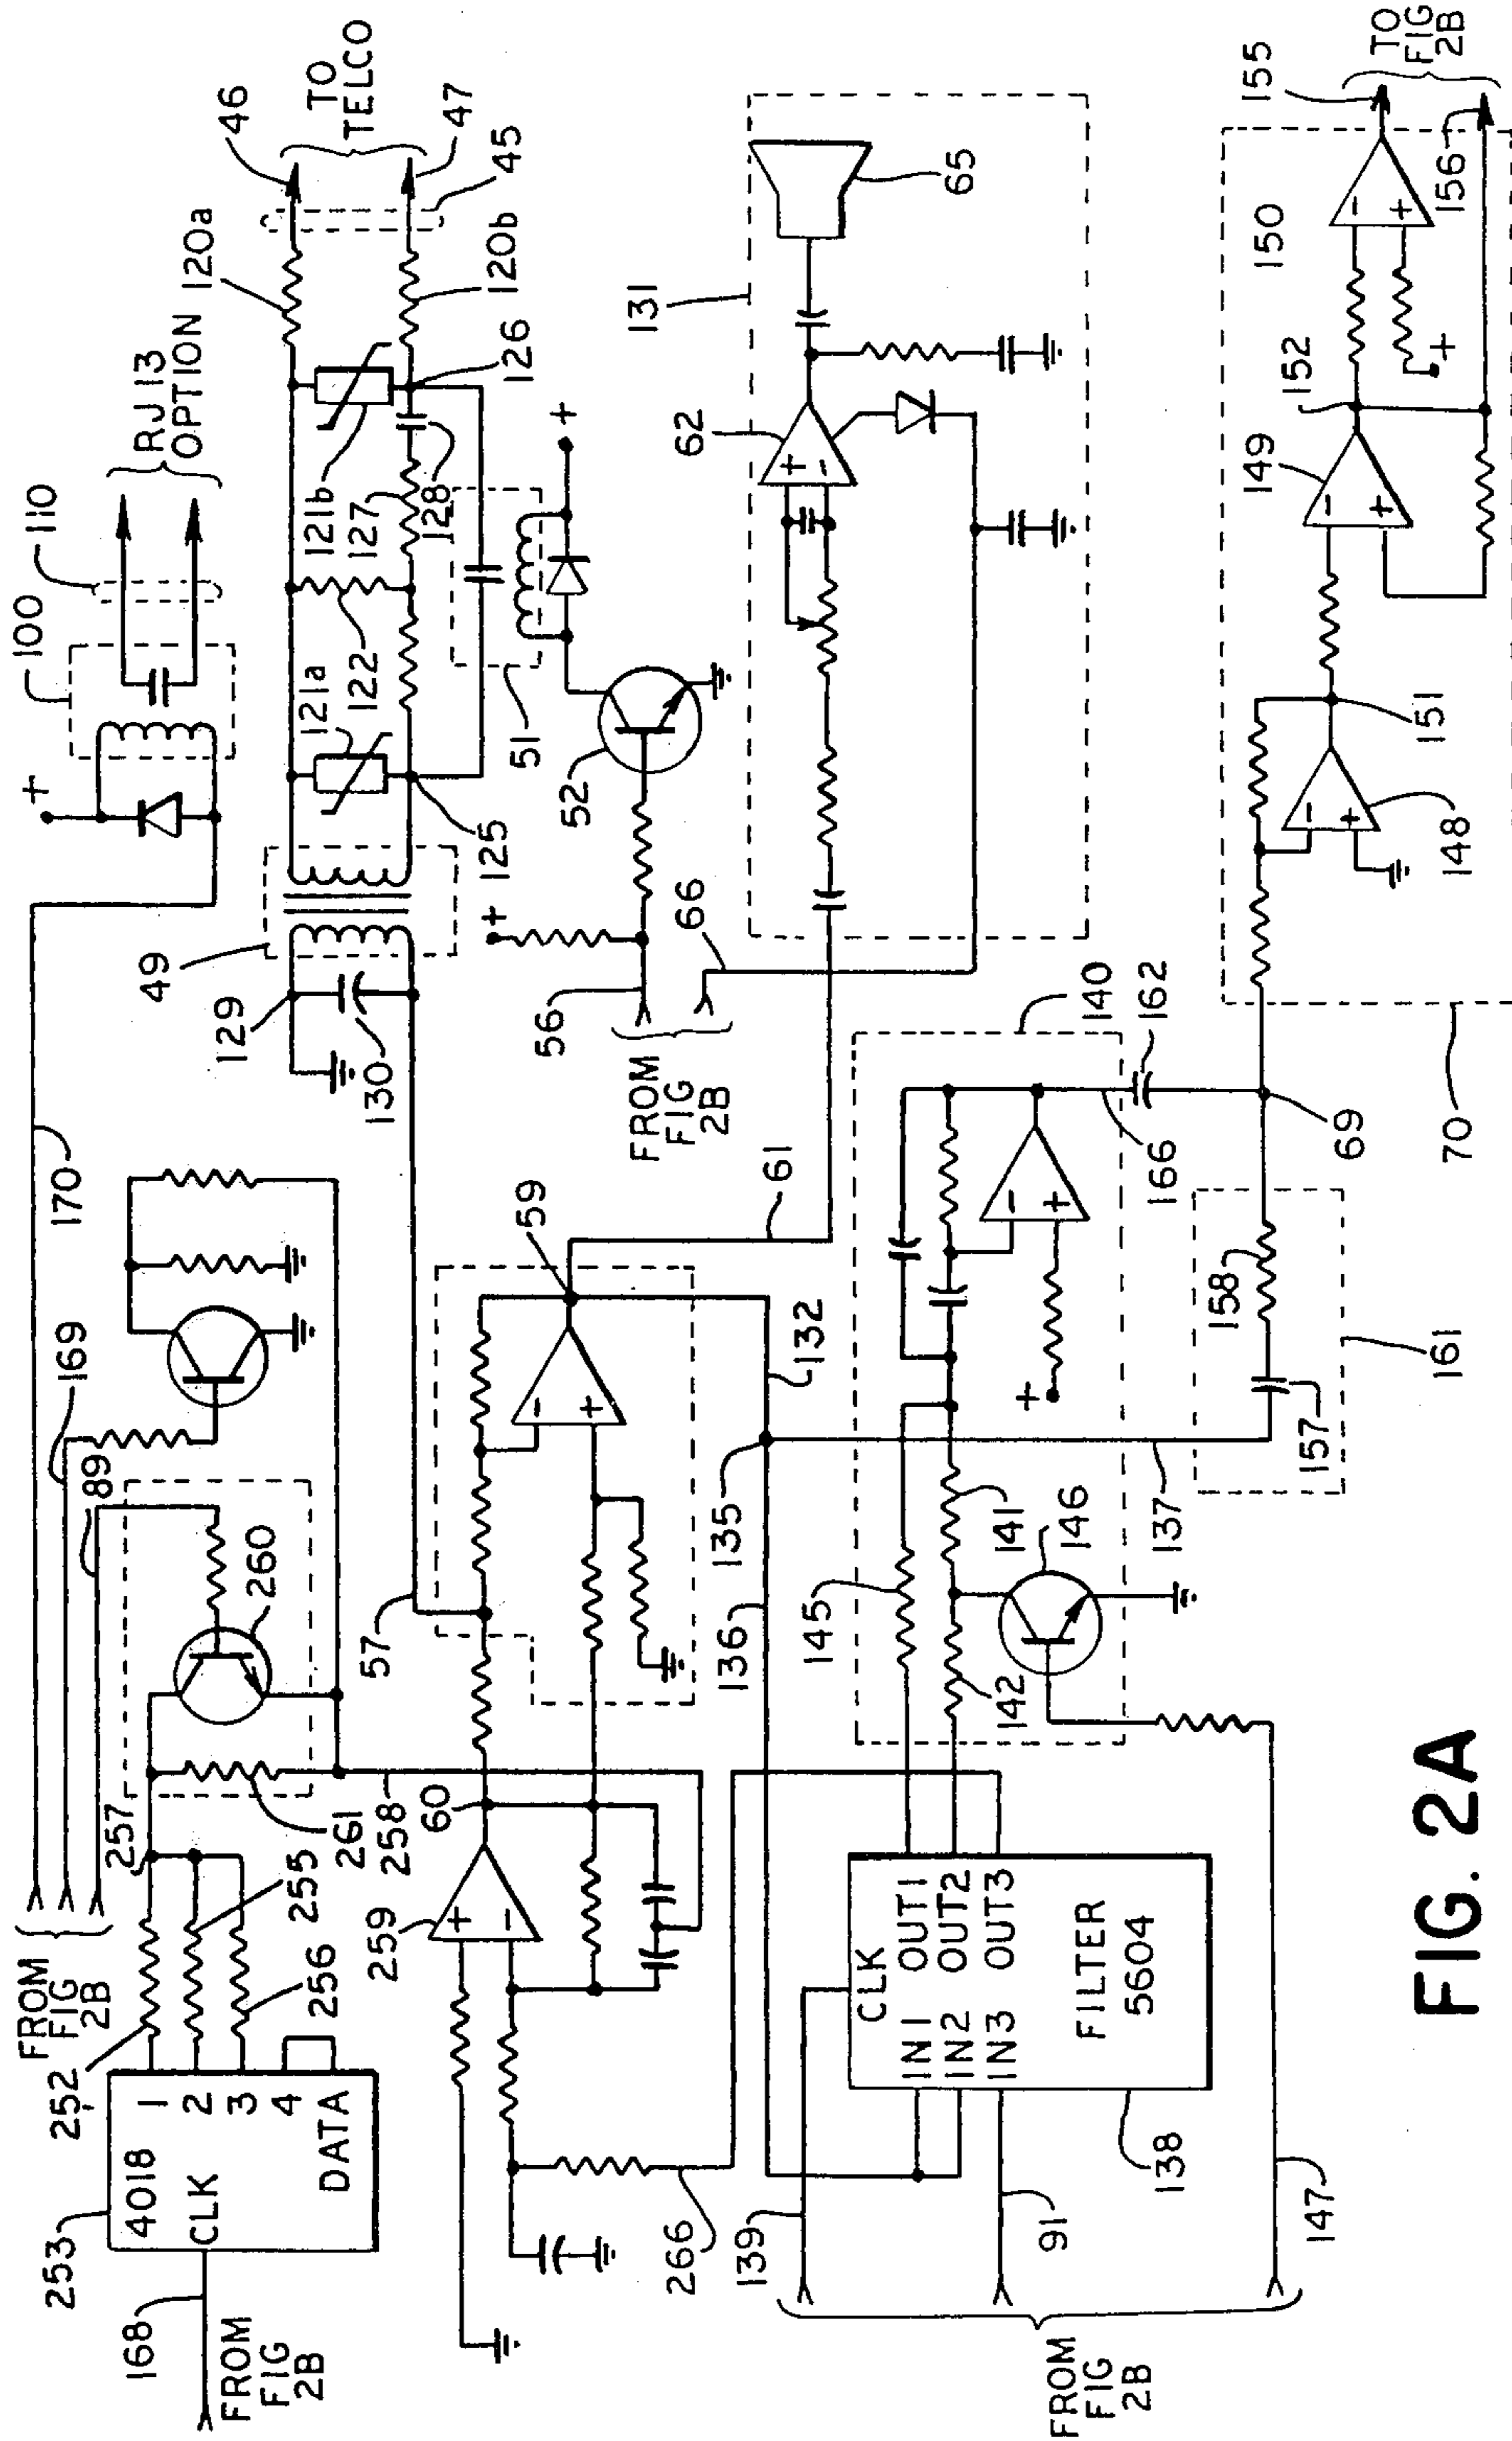 FROM
FIG
2B
170
169
89
+
100
110
RJ13
OPTION
46
TO
TELCO
47
45
120a
120b
126
121b
127
128
122
121a
125
51
52
+
+
49
129
130
56
66
FROM
FIG
2B
253
4018
CLK
1
2
3
4
DATA
168
FROM
FIG
2B
252
256
255
257
261
258
260
57
259
+
-
60
-
+
59
61
132
135
136
137
131
62
+
-
65
266
139
91
138
147
FROM
FIG
2B
CLK
IN1 OUT1
IN2 OUT2
IN3 OUT3
FILTER
5604
145
142
141
146
+
-
+
140
162
166
69
158
157
161
70
-
+
148
151
149
-
+
152
150
+
-
+
155
156
TO
FIG
2B
FIG. 2A